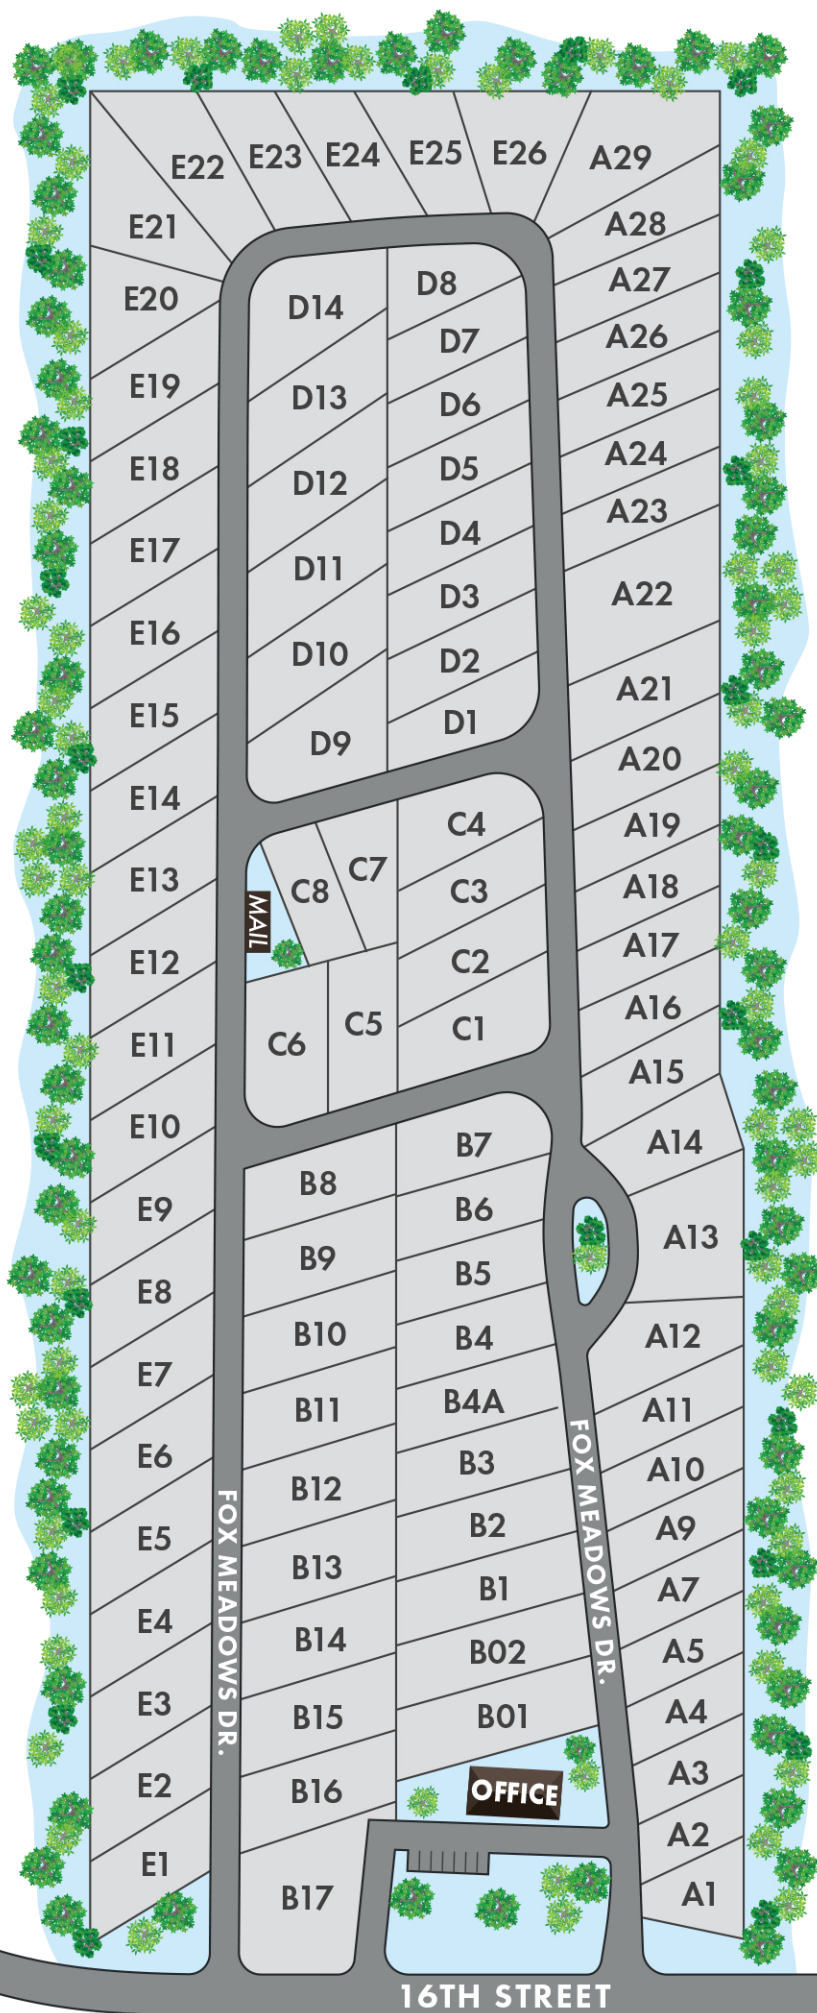 E22
E23
E24
E25
E26
A29
E21
A28
E20
D14
D8
A27
D7
A26
E19
D13
D6
A25
E18
D12
D5
A24
A23
E17
D11
D4
E16
D10
D3
A22
D2
E15
D9
D1
A21
E14
A20
C4
A19
E13
C8
C7
C3
A18
MAIL
E12
C2
A17
E11
C6
C5
C1
A16
A15
E10
B7
A14
B8
E9
B6
A13
B9
B5
E8
B10
B4
A12
E7
B11
B4A
A11
E6
B12
B3
A10
E5
B2
A9
B13
B1
A7
E4
B14
B02
A5
FOX MEADOWS DR.
FOX MEADOWS DR.
E3
B15
B01
A4
E2
B16
OFFICE
A3
A2
E1
B17
A1
16TH STREET